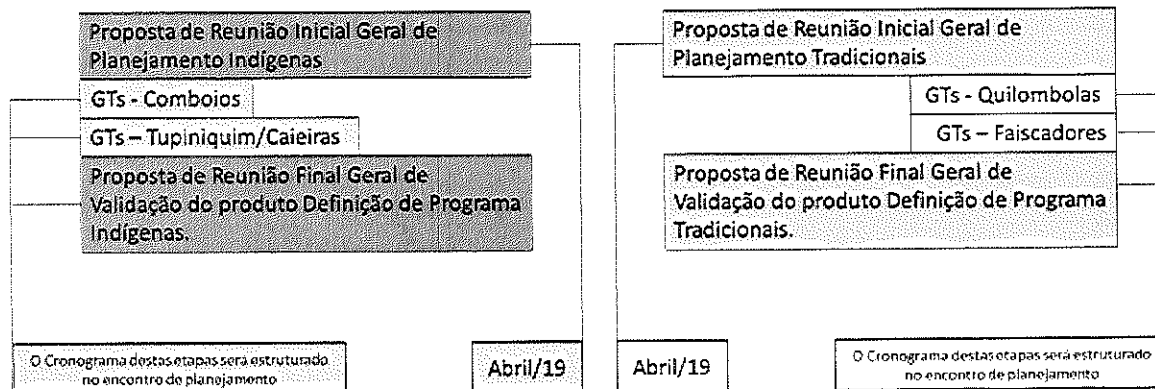 Proposta de Reunião Inicial Geral de
Planejamento Indígenas
GTs - Comboios
GTs – Tupiniquim/Caieiras
Proposta de Reunião Final Geral de
Validação do produto Definição de Programa
Indígenas.
O Cronograma destas etapas será estruturado
no encontro de planejamento
Abril/19
Proposta de Reunião Inicial Geral de
Planejamento Tradicionais
GTs - Quilombolas
GTs – Faiscadores
Proposta de Reunião Final Geral de
Validação do produto Definição de Programa
Tradicionais.
Abril/19
O Cronograma destas etapas será estruturado
no encontro de planejamento